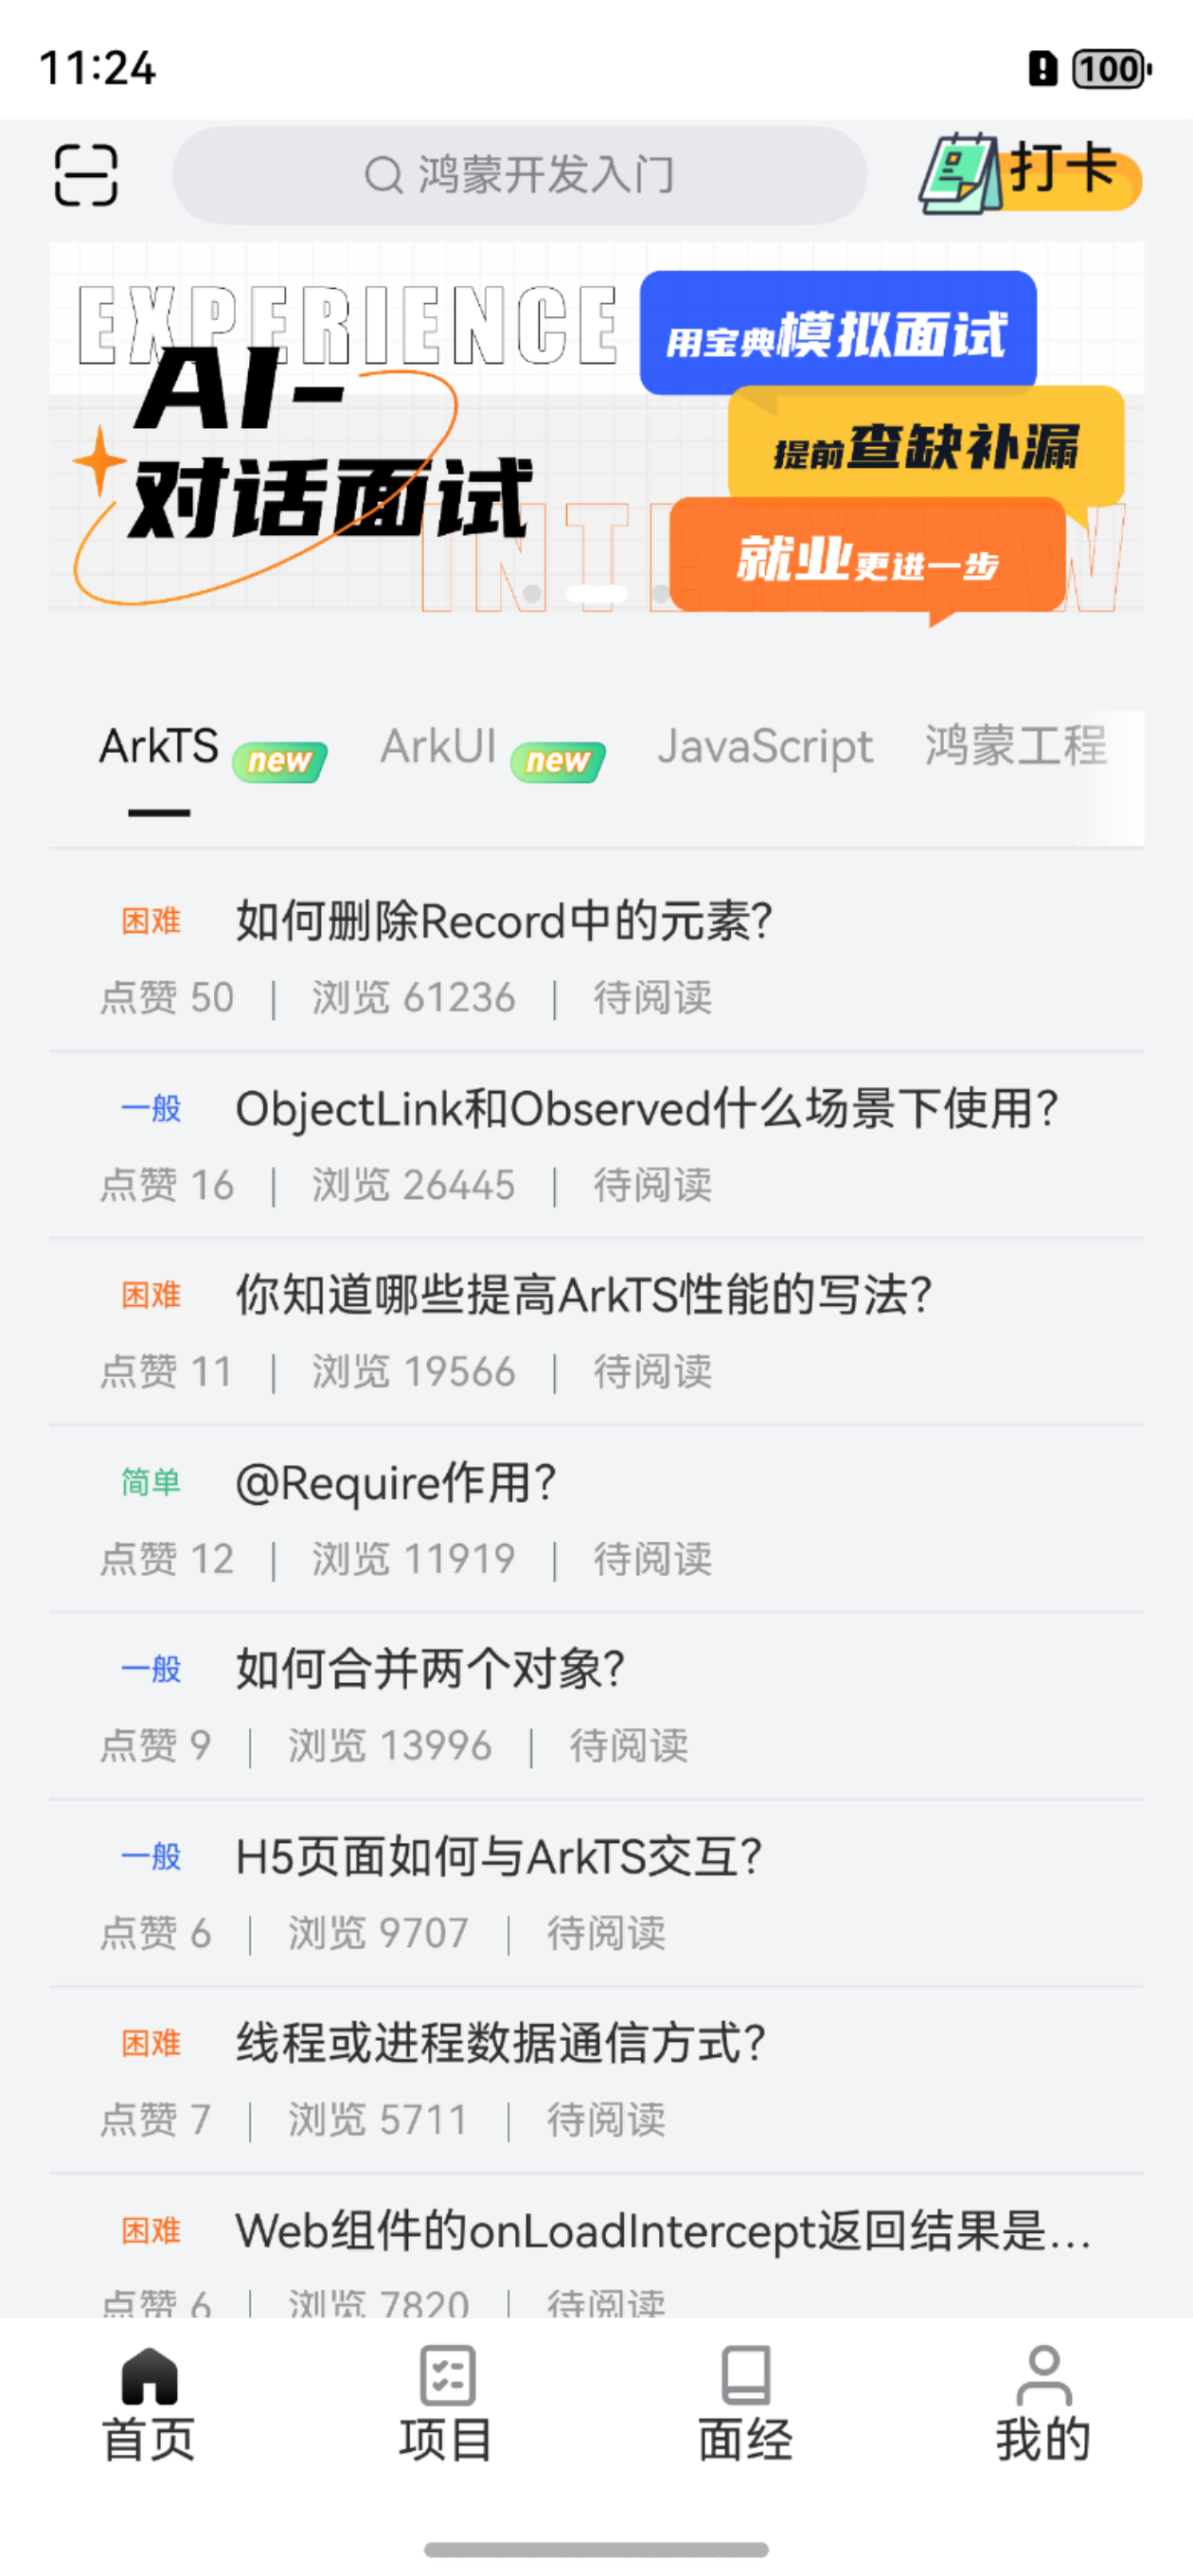 11:24
100
鸿蒙开发入门
打卡
EXPERIENCE
用宝典模拟面试
AI-
提前查缺补漏
对话面试
INTERVIEW
就业更进一步
ArkTS new ArkUI new JavaScript 鸿蒙工程
困难 如何删除Record中的元素?
点赞 50 | 浏览 61236 | 待阅读
一般 ObjectLink和Observed什么场景下使用?
点赞 16 | 浏览 26445 | 待阅读
困难 你知道哪些提高ArkTS性能的写法?
点赞 11 | 浏览 19566 | 待阅读
简单 @Require作用?
点赞 12 | 浏览 11919 | 待阅读
一般 如何合并两个对象?
点赞 9 | 浏览 13996 | 待阅读
一般 H5页面如何与ArkTS交互?
点赞 6 | 浏览 9707 | 待阅读
困难 线程或进程数据通信方式?
点赞 7 | 浏览 5711 | 待阅读
困难 Web组件的onLoadIntercept返回结果是...
点赞 6 | 浏览 7820 | 待阅读
首页 项目 面经 我的